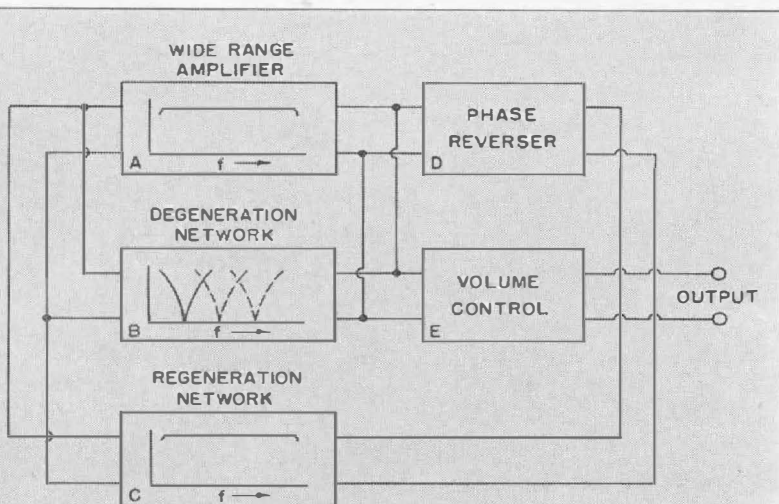 WIDE RANGE
AMPLIFIER
A
f
PHASE
REVERSER
D
DEGENERATION
NETWORK
B
f
VOLUME
CONTROL
E
OUTPUT
REGENERATION
NETWORK
C
f